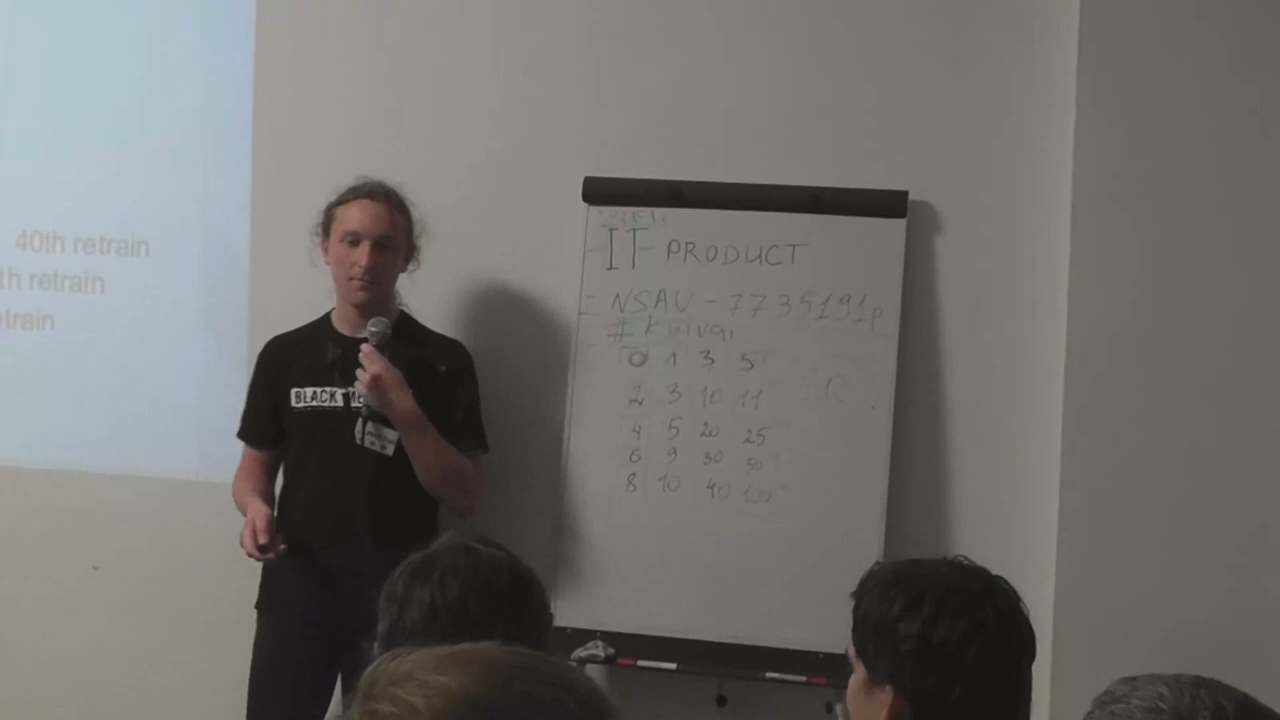 40th retrain
th retrain
train
BLACK ME
IT PRODUCT
= NSAU - 7735191p
#
0 1 3 5
2 3 10 11
4 5 20 25
6 9 30 50
8 10 40 100